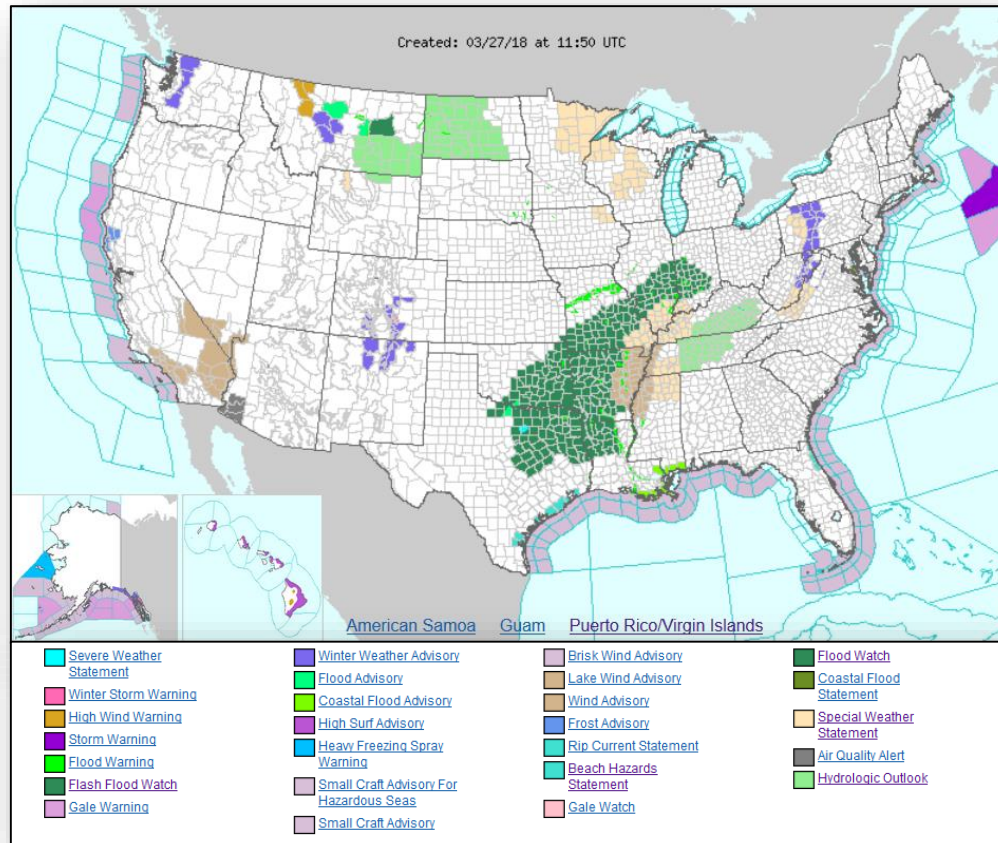 Created: 03/27/18 at 11:50 UTC
American Samoa Guam Puerto Rico/Virgin Islands
Severe Weather
Statement
Winter Storm Warning
High Wind Warning
Storm Warning
Flood Warning
Flash Flood Watch
Gale Warning
Winter Weather Advisory
Flood Advisory
Coastal Flood Advisory
High Surf Advisory
Heavy Freezing Spray
Warning
Small Craft Advisory For
Hazardous Seas
Small Craft Advisory
Brisk Wind Advisory
Lake Wind Advisory
Wind Advisory
Frost Advisory
Rip Current Statement
Beach Hazards
Statement
Gale Watch
Flood Watch
Coastal Flood
Statement
Special Weather
Statement
Air Quality Alert
Hydrologic Outlook